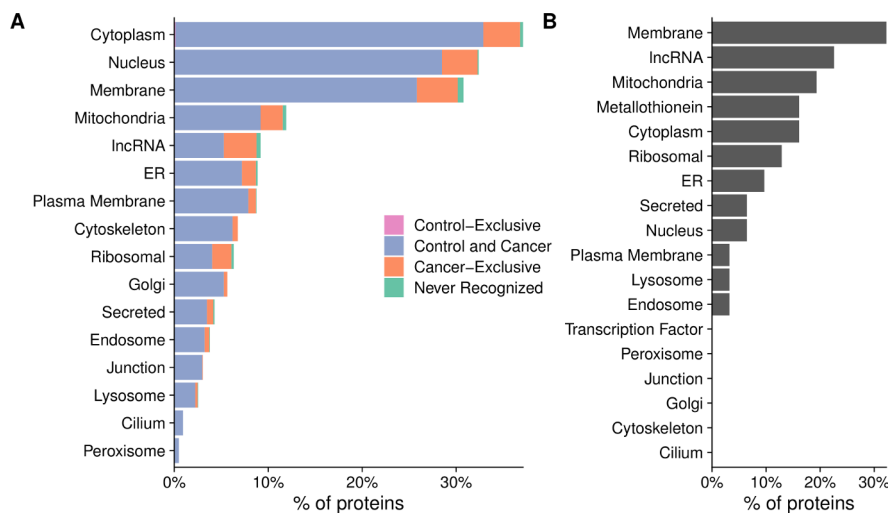 A
Cytoplasm
Nucleus
Membrane
Mitochondria
lncRNA
ER
Plasma Membrane
Cytoskeleton
Ribosomal
Golgi
Secreted
Endosome
Junction
Lysosome
Cilium
Peroxisome
0% 10% 20% 30%
% of proteins
Control−Exclusive
Control and Cancer
Cancer−Exclusive
Never Recognized
B
Membrane
lncRNA
Mitochondria
Metallothionein
Cytoplasm
Ribosomal
ER
Secreted
Nucleus
Plasma Membrane
Lysosome
Endosome
Transcription Factor
Peroxisome
Junction
Golgi
Cytoskeleton
Cilium
0% 10% 20% 30%
% of proteins